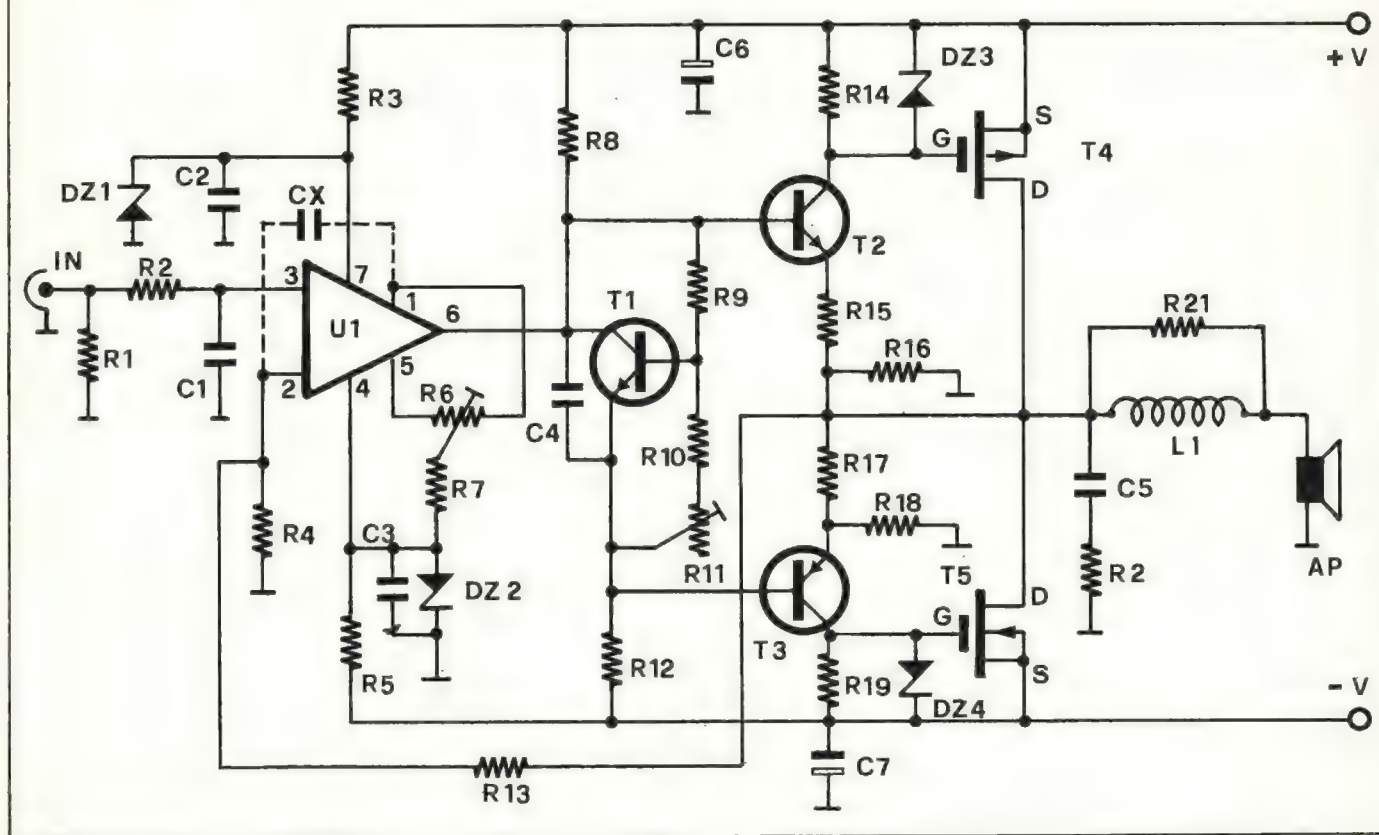 C6
DZ3
+ V
R3
R14
R8
G
S
T4
DZ1
C2
CX
D
T2
IN
R2
3
7
1
T1
R9
R21
U1
6
R15
R1
C1
5
R16
2
4
R6
C4
R10
R17
L1
R7
C5
R4
C3
R18
R11
T5
R2
AP
DZ2
D
G
T3
R5
R12
R19
S
- V
DZ4
C7
R13